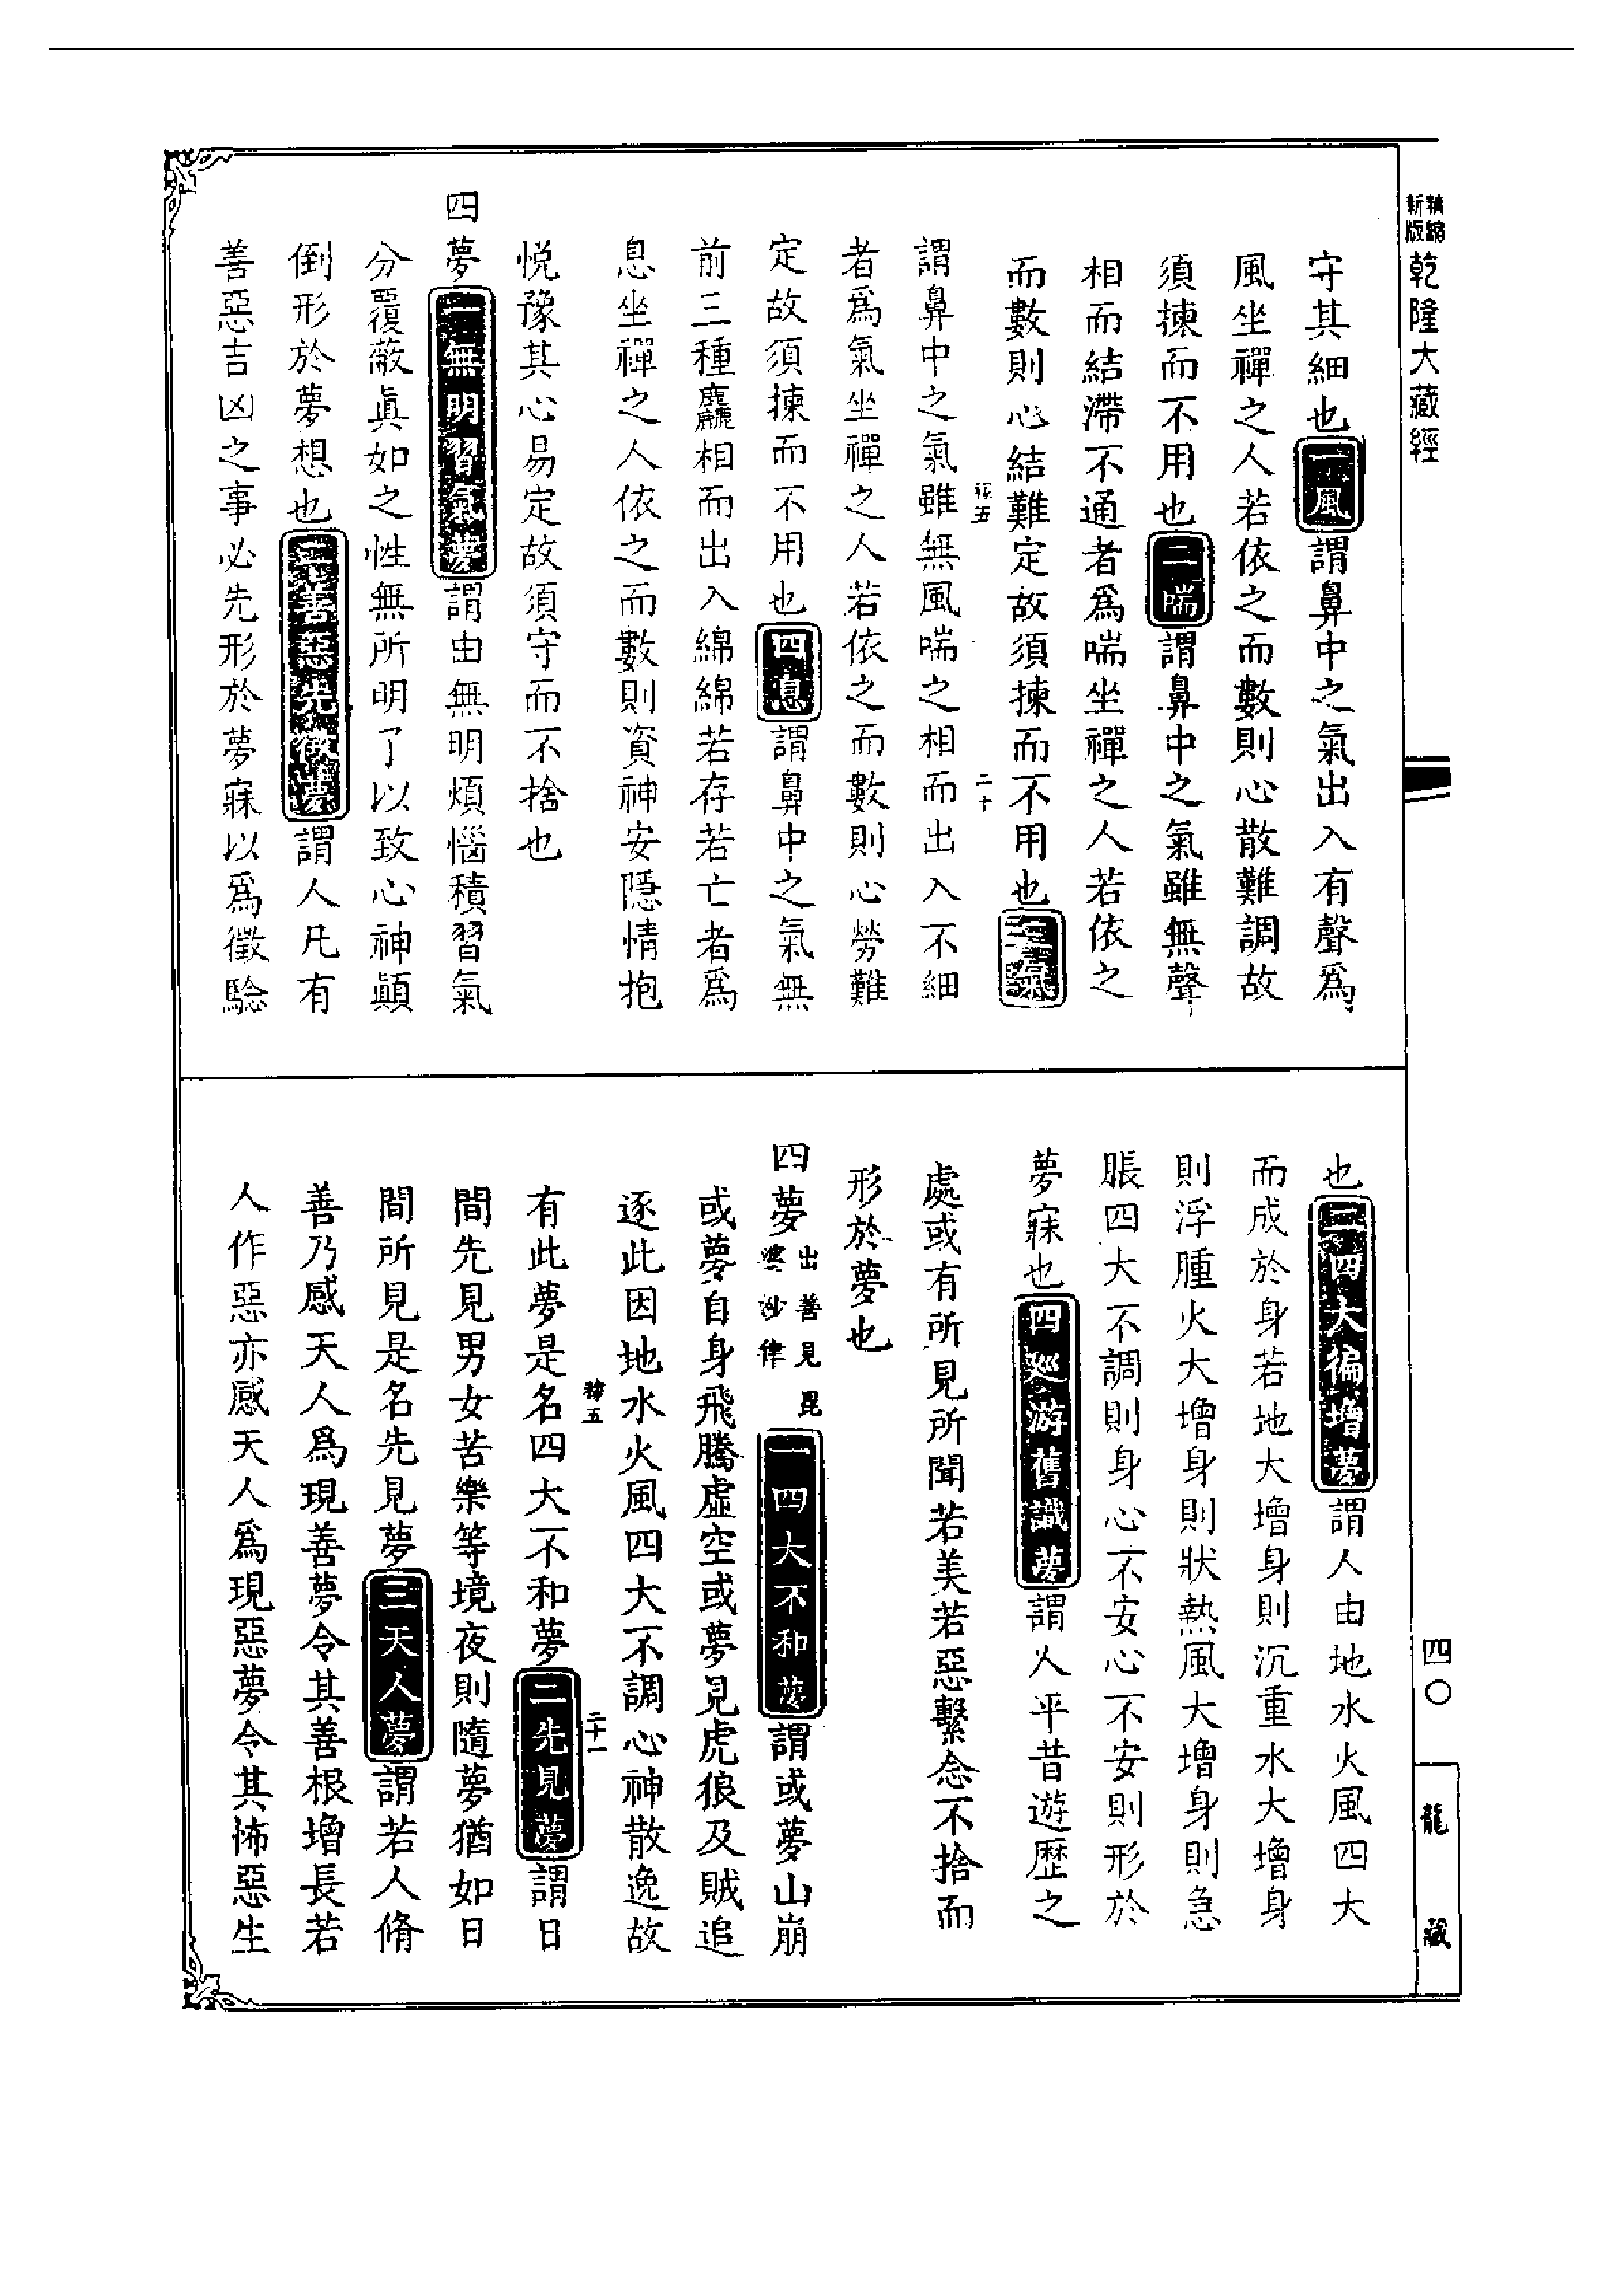 新版精縮乾隆大藏經
守其細也一風謂鼻中之氣出入有聲爲
風坐禪之人若依之而數則心散難調故
須揀而不用也二喘謂鼻中之氣雖無聲
相而結滯不通者爲喘坐禪之人若依之
而數則心結難定故須揀而不用也三氣
謂鼻中之氣雖無風喘之相而出入不細
者爲氣坐禪之人若依之而數則心勞難
定故須揀而不用也四息謂鼻中之氣無
前三種麤相而出入綿綿若存若亡者爲
息坐禪之人依之而數則資神安隱情抱
悅豫其心易定故須守而不捨也
四夢一無明習氣夢謂由無明煩惱積習氣
分覆蔽眞如之性無所明了以致心神顚
倒形於夢想也二善惡先徵夢謂人凡有
善惡吉凶之事必先形於夢寐以爲徵驗
二十
也三四大偏增夢謂人由地水火風四大
而成於身若地大增身則沉重水大增身
則浮腫火大增身則狀熱風大增身則急
脹四大不調則身心不安心不安則形於
夢寐也四廵游舊識夢謂人平昔遊歷之
處或有所見所聞若美若惡繫念不捨而
形於夢也
四夢出善見毘婆沙律一四大不和夢謂或夢山崩
或夢自身飛騰虛空或夢見虎狼及賊追
逐此因地水火風四大不調心神散逸故
有此夢是名四大不和夢二先見夢謂日
間先見男女苦樂等境夜則隨夢猶如日
間所見是名先見夢三天人夢謂若人脩
善乃感天人爲現善夢令其善根增長若
人作惡亦感天人爲現惡夢令其怖惡生
二十一
四〇
龍藏